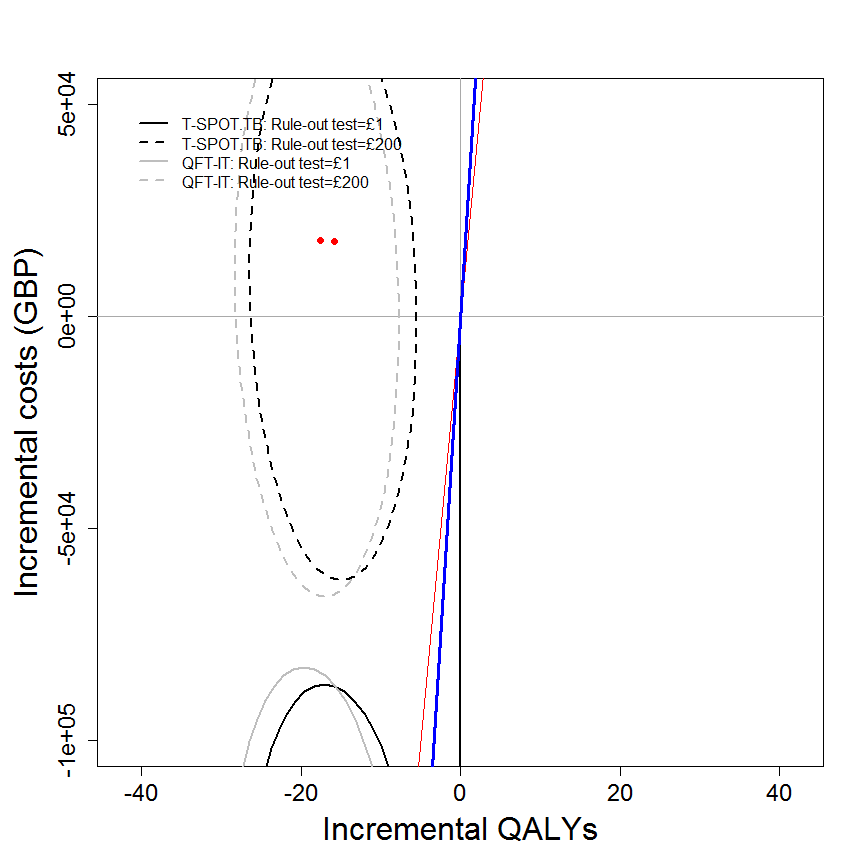 T-SPOT.TB: Rule-out test=£1
T-SPOT.TB: Rule-out test=£200
QFT-IT: Rule-out test=£1
QFT-IT: Rule-out test=£200
5e+04
0e+00
-5e+04
-1e+05
Incremental costs (GBP)
-40
-20
0
20
40
Incremental QALYs